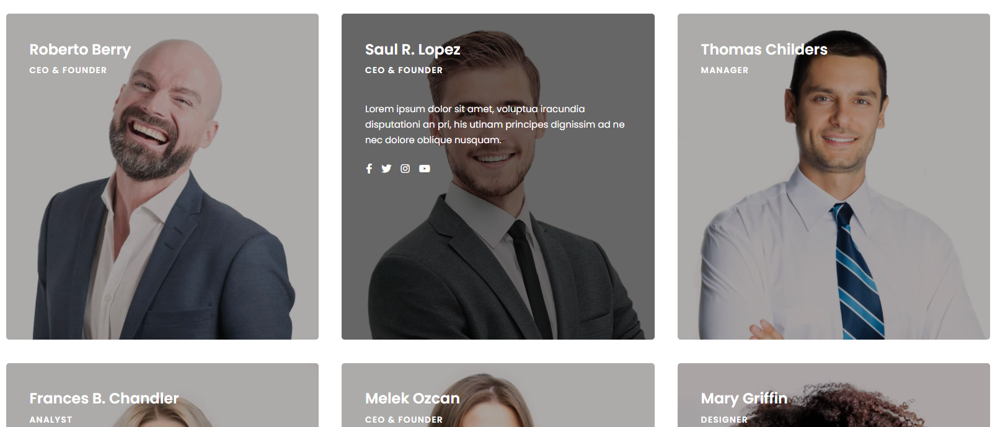 Roberto Berry
CEO & FOUNDER
Saul R. Lopez
CEO & FOUNDER
Lorem ipsum dolor sit amet, voluptua iracundia
disputationi an pri, his utinam principes dignissim ad ne
nec dolore oblique nusquam.
Thomas Childers
MANAGER
Frances B. Chandler
ANALYST
Melek Ozcan
CEO & FOUNDER
Mary Griffin
DESIGNER